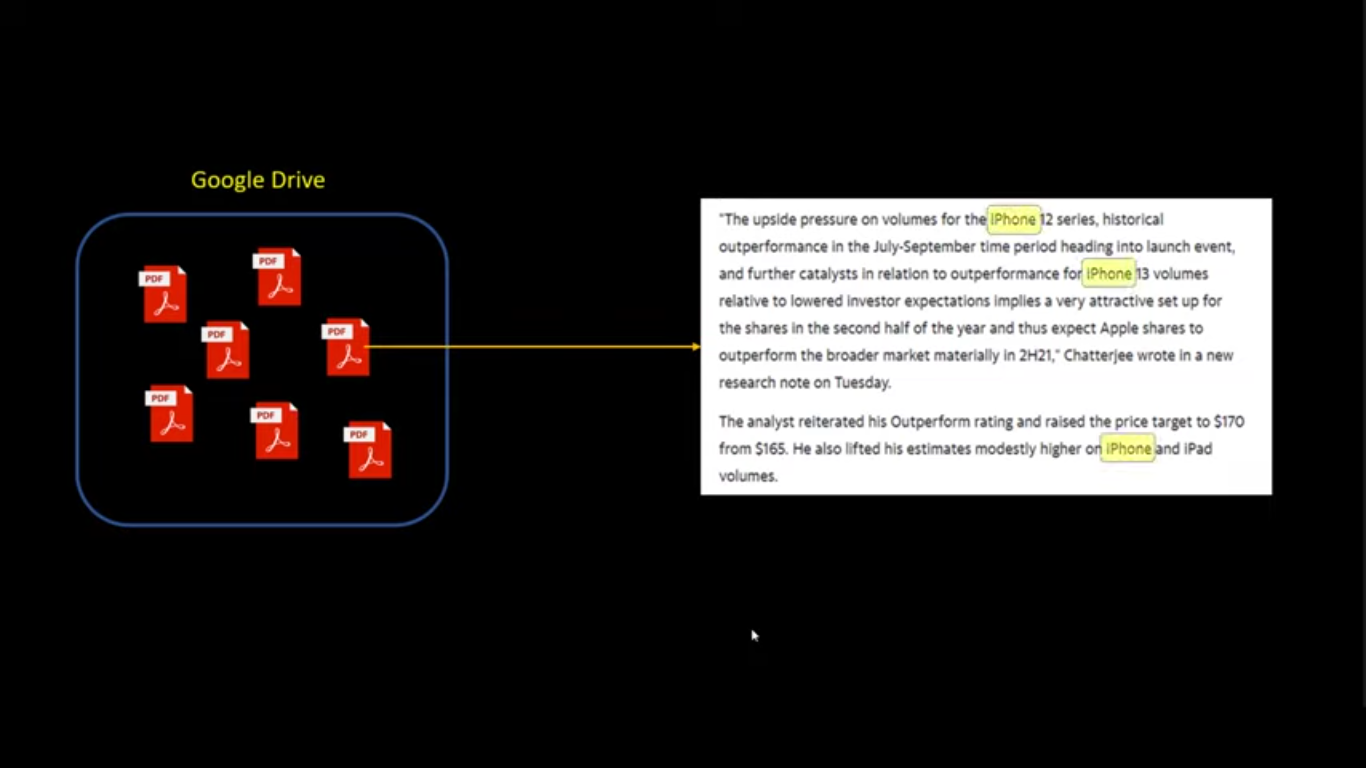 Google Drive
PDF
PDF
PDF
PDF
PDF
PDF
PDF
"The upside pressure on volumes for the iPhone 12 series, historical
outperformance in the July-September time period heading into launch event,
and further catalysts in relation to outperformance for iPhone 13 volumes
relative to lowered investor expectations implies a very attractive set up for
the shares in the second half of the year and thus expect Apple shares to
outperform the broader market materially in 2H21," Chatterjee wrote in a new
research note on Tuesday.
The analyst reiterated his Outperform rating and raised the price target to $170
from $165. He also lifted his estimates modestly higher on iPhone and iPad
volumes.